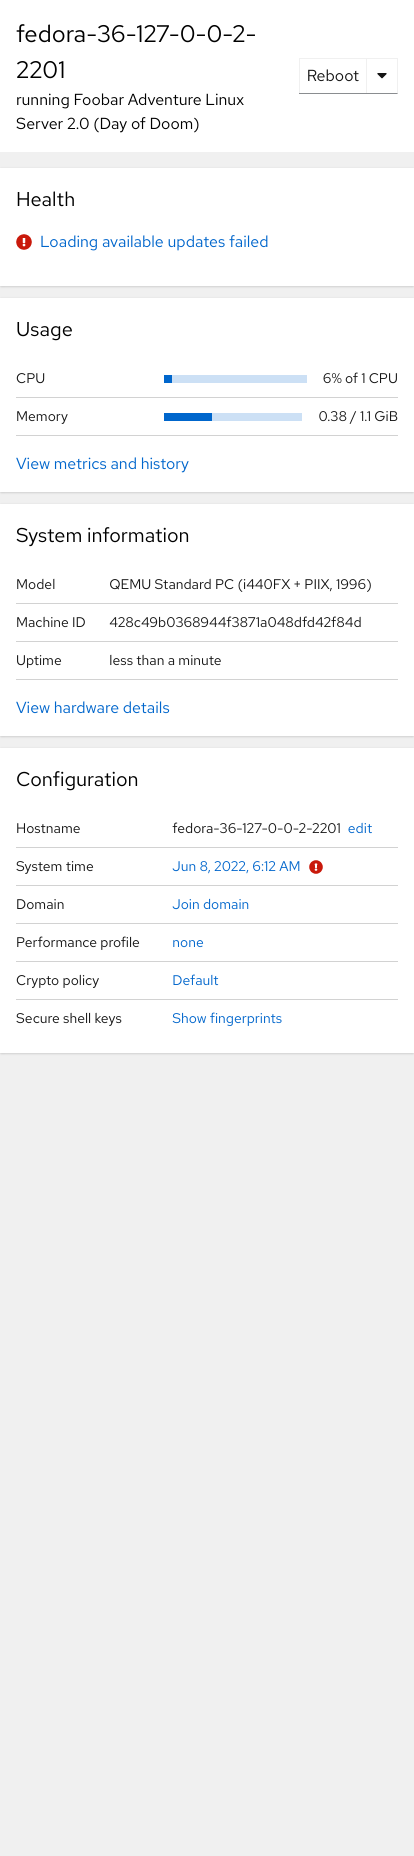 fedora-36-127-0-0-2-
2201
Reboot
running Foobar Adventure Linux
Server 2.0 (Day of Doom)
Health
Loading available updates failed
Usage
CPU 6% of 1 CPU
Memory 0.38 / 1.1 GiB
View metrics and history
System information
Model QEMU Standard PC (i440FX + PIIX, 1996)
Machine ID 428c49b0368944f3871a048dfd42f84d
Uptime less than a minute
View hardware details
Configuration
Hostname fedora-36-127-0-0-2-2201 edit
System time Jun 8, 2022, 6:12 AM
Domain Join domain
Performance profile none
Crypto policy Default
Secure shell keys Show fingerprints